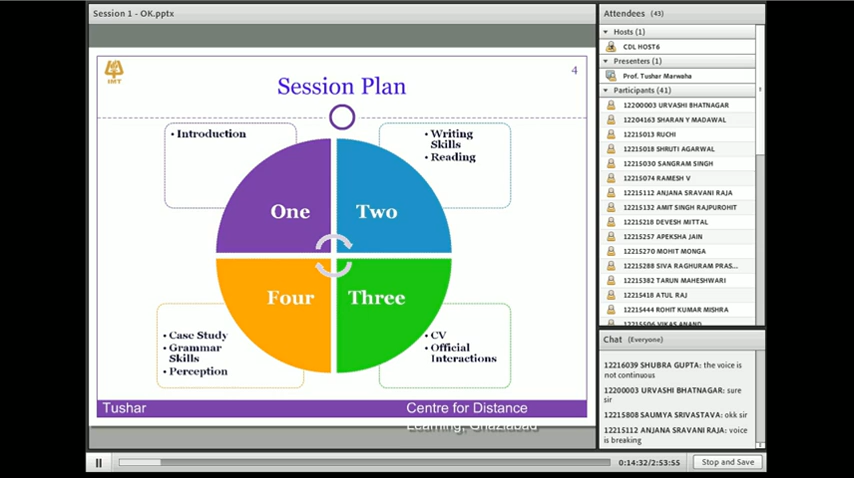 Session 1 - OK.pptx
IMT
4
Session Plan
• Introduction
• Writing
Skills
• Reading
One
Two
Four
Three
• Case Study
• Grammar
Skills
• Perception
• CV
• Official
Interactions
Tushar
Centre for Distance
Learning, Ghaziabad
Attendees (43)
Hosts (1)
CDL HOST6
Presenters (1)
Prof. Tushar Marwaha
Participants (41)
12200003 URVASHI BHATNAGAR
12204163 SHARAN Y MADAWAL
12215013 RUCHI
12215018 SHRUTI AGARWAL
12215030 SANGRAM SINGH
12215074 RAMESH V
12215112 ANJANA SRAVANI RAJA
12215132 AMIT SINGH RAJPUROHIT
12215218 DEVESH MITTAL
12215257 APEKSHA JAIN
12215270 MOHIT MONGA
12215288 SIVA RAGHURAM PRAS...
12215382 TARUN MAHESHWARI
12215418 ATUL RAJ
12215444 ROHIT KUMAR MISHRA
12215506 VIKAS ANAND
Chat (Everyone)
12216039 SHUBRA GUPTA: the voice is
not continuous
12200003 URVASHI BHATNAGAR: sure
sir
12215808 SAUMYA SRIVASTAVA: okk sir
12215112 ANJANA SRAVANI RAJA: voice
is breaking
0:14:32/2:53:55
Stop and Save